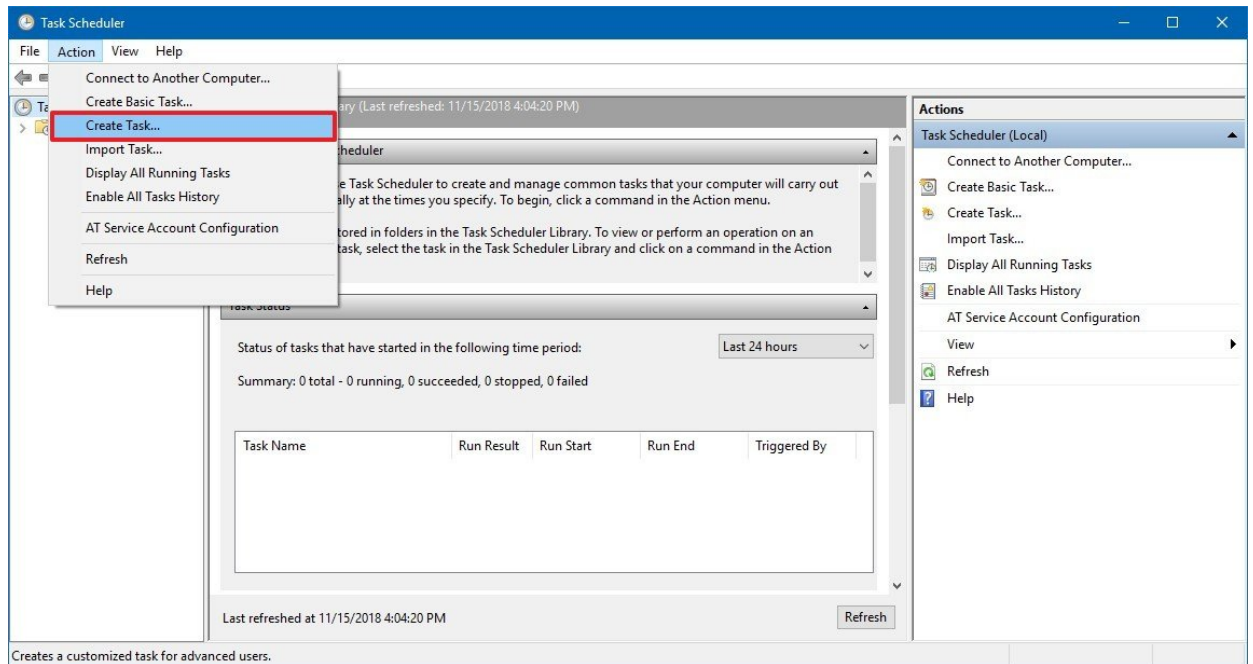 Task Scheduler
File Action View Help
Connect to Another Computer...
Create Basic Task...
Create Task...
Import Task...
Display All Running Tasks
Enable All Tasks History
AT Service Account Configuration
Refresh
Help
(Last refreshed: 11/15/2018 4:04:20 PM)
Task Scheduler to create and manage common tasks that your computer will carry out
at the times you specify. To begin, click a command in the Action menu.
in folders in the Task Scheduler Library. To view or perform an operation on an
task, select the task in the Task Scheduler Library and click on a command in the Action
Task Status
Status of tasks that have started in the following time period: Last 24 hours
Summary: 0 total - 0 running, 0 succeeded, 0 stopped, 0 failed
Task Name Run Result Run Start Run End Triggered By
Last refreshed at 11/15/2018 4:04:20 PM Refresh
Actions
Task Scheduler (Local)
Connect to Another Computer...
Create Basic Task...
Create Task...
Import Task...
Display All Running Tasks
Enable All Tasks History
AT Service Account Configuration
View
Refresh
Help
Creates a customized task for advanced users.